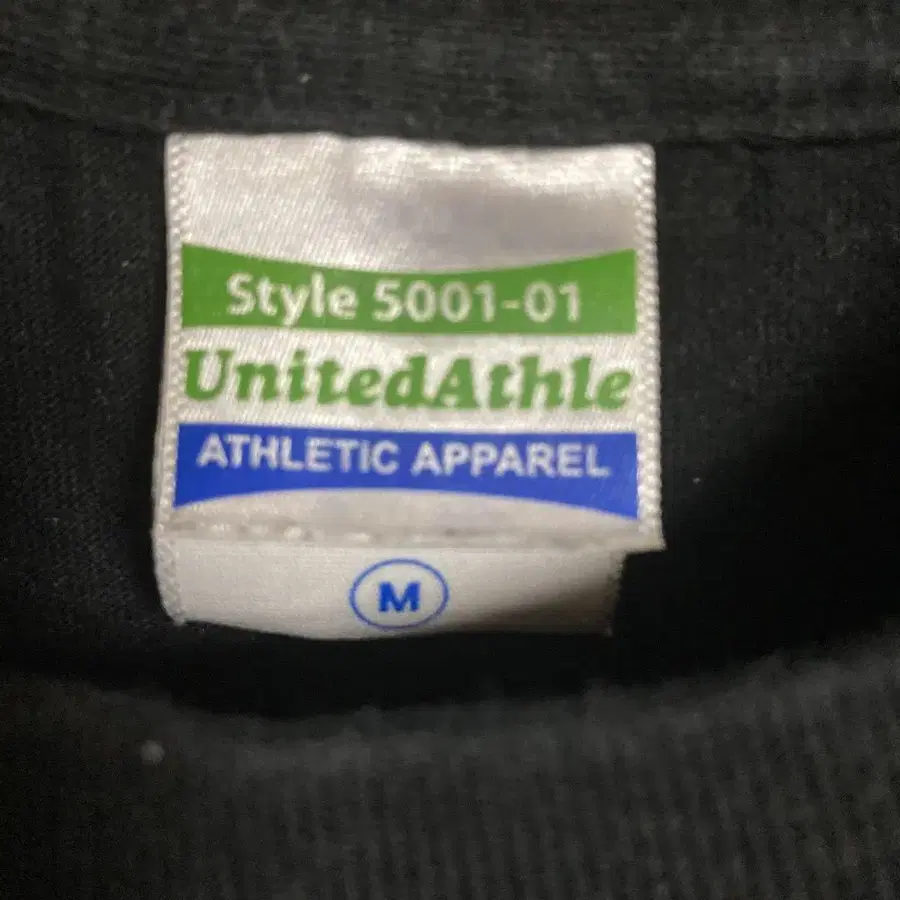 Style 5001-01
UnitedAthle
ATHLETIC APPAREL
M